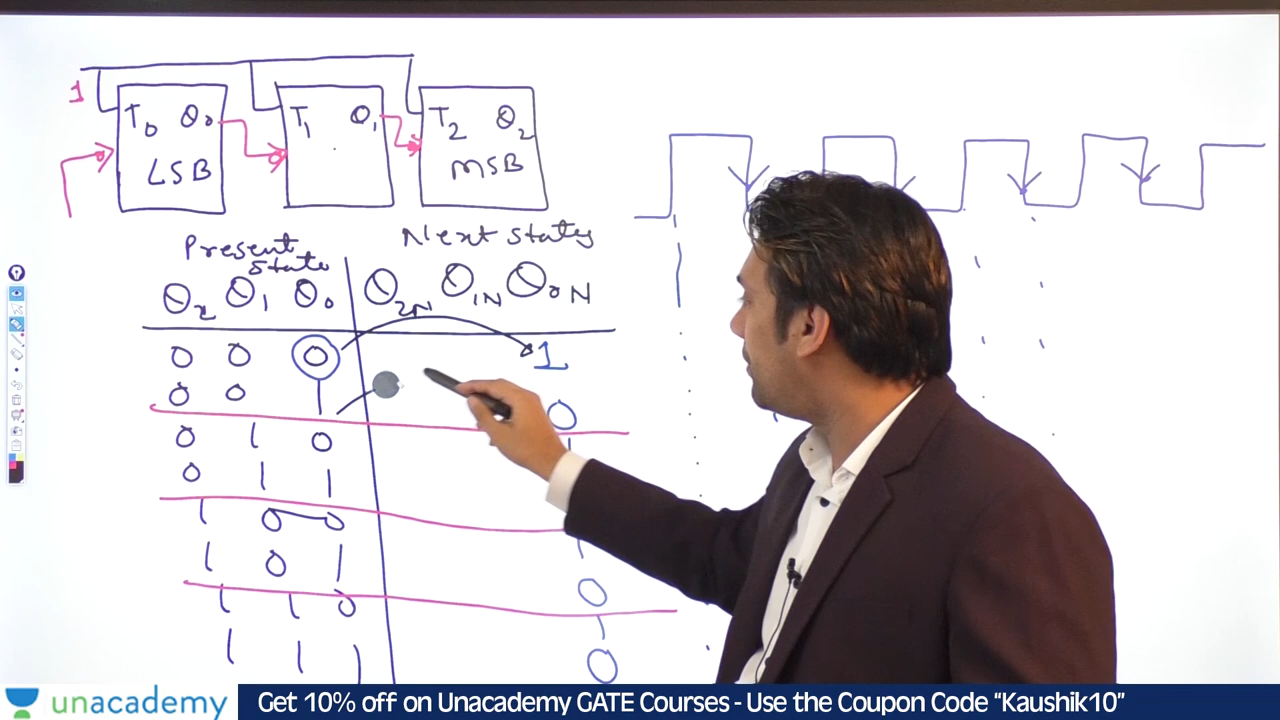 1
T0 Q0 T1 Q1 T2 Q2
LSB MSB
Present State Next State
Q2 Q1 Q0 Q2N Q1N Q0N
0 0 0 1
0 0 1 0
0 1 0 1
0 1 1
1 0 0 1
1 0 1 0
1 1 0 1
1 1 1 0
unacademy Get 10% off on Unacademy GATE Courses - Use the Coupon Code “Kaushik10”